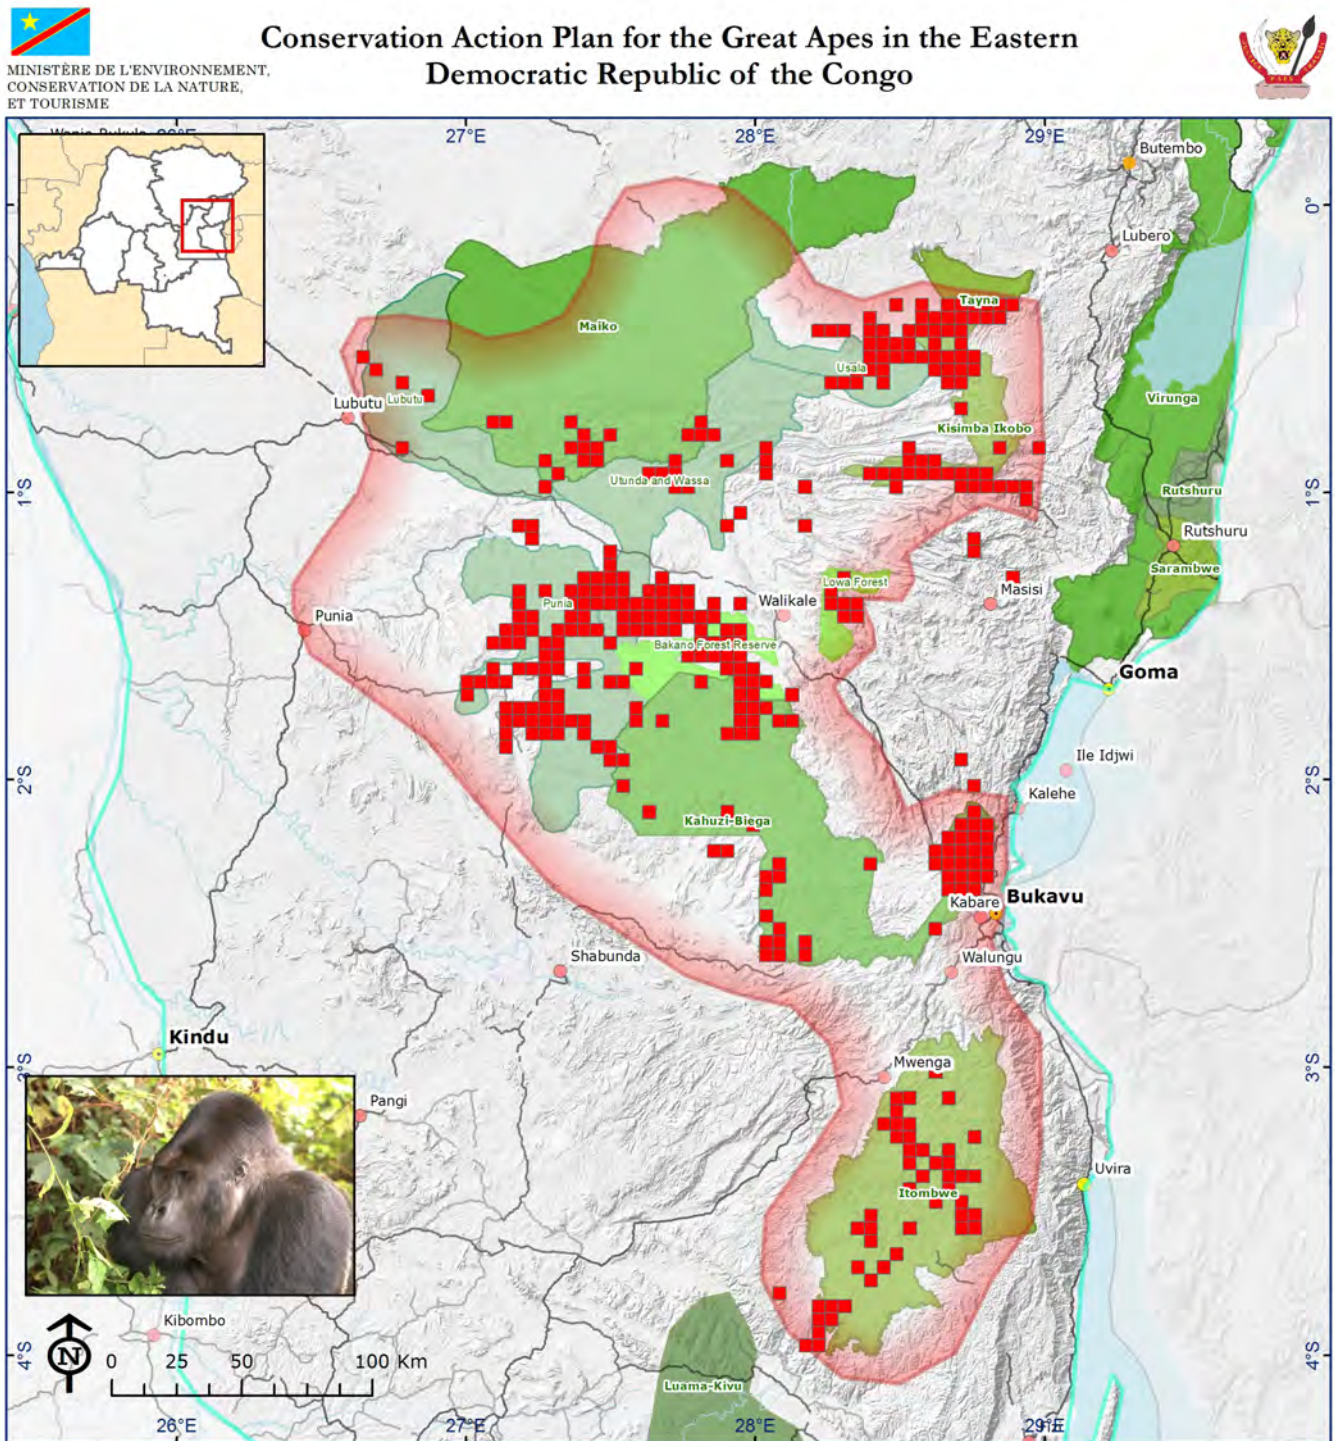 Conservation Action Plan for the Great Apes in the Eastern
Democratic Republic of the Congo
MINISTÈRE DE L'ENVIRONNEMENT,
CONSERVATION DE LA NATURE,
ET TOURISME
27°E
28°E
29°E
Butembo
0°
Lubero
Tayna
Maiko
Usala
Lubutu
Lubutu
Virunga
Kisimba Ikobo
Utunda and Wassa
1°S
Rutshuru
1°S
Rutshuru
Sarambwe
Lowa Forest
Masisi
Punia
Walikale
Punia
Bakano Forest Reserve
Goma
Ile Idjwi
2°S
Kalehe
2°S
Kahuzi-Biega
Bukavu
Kabare
Shabunda
Walungu
Kindu
Mwenga
3°S
Pangi
Uvira
Itombwe
Kibombo
N
0 25 50 100 Km
4°S
4°S
Luama-Kivu
26°E
27°E
28°E
29°E